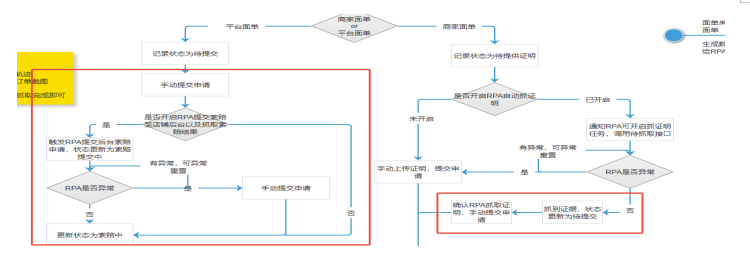 商家面单
or
平台面单
平台面单
商家面单
面单来
面单
生成
给RPA
记录状态为待提交
记录状态为待提供证明
轨迹
订单截图
抓取完成即可
手动提交申请
是否开启RPA提交索赔
至店铺后台以及抓取索
赔结果
是
否
触发RPA提交后台索赔
申请，状态更新为索赔
提交中
有异常，可异常
重置
RPA是否异常
是
手动提交申请
否
更新状态为索赔中
是否开启RPA自动抓证
明
未开启
已开启
通知RPA可开启抓证明
任务，调用待抓取接口
有异常，可异常
重置
RPA是否异常
是
手动上传证明，提交申
请
否
抓到证据，状态
更新为待提交
确认RPA抓取证
明，手动提交申
请